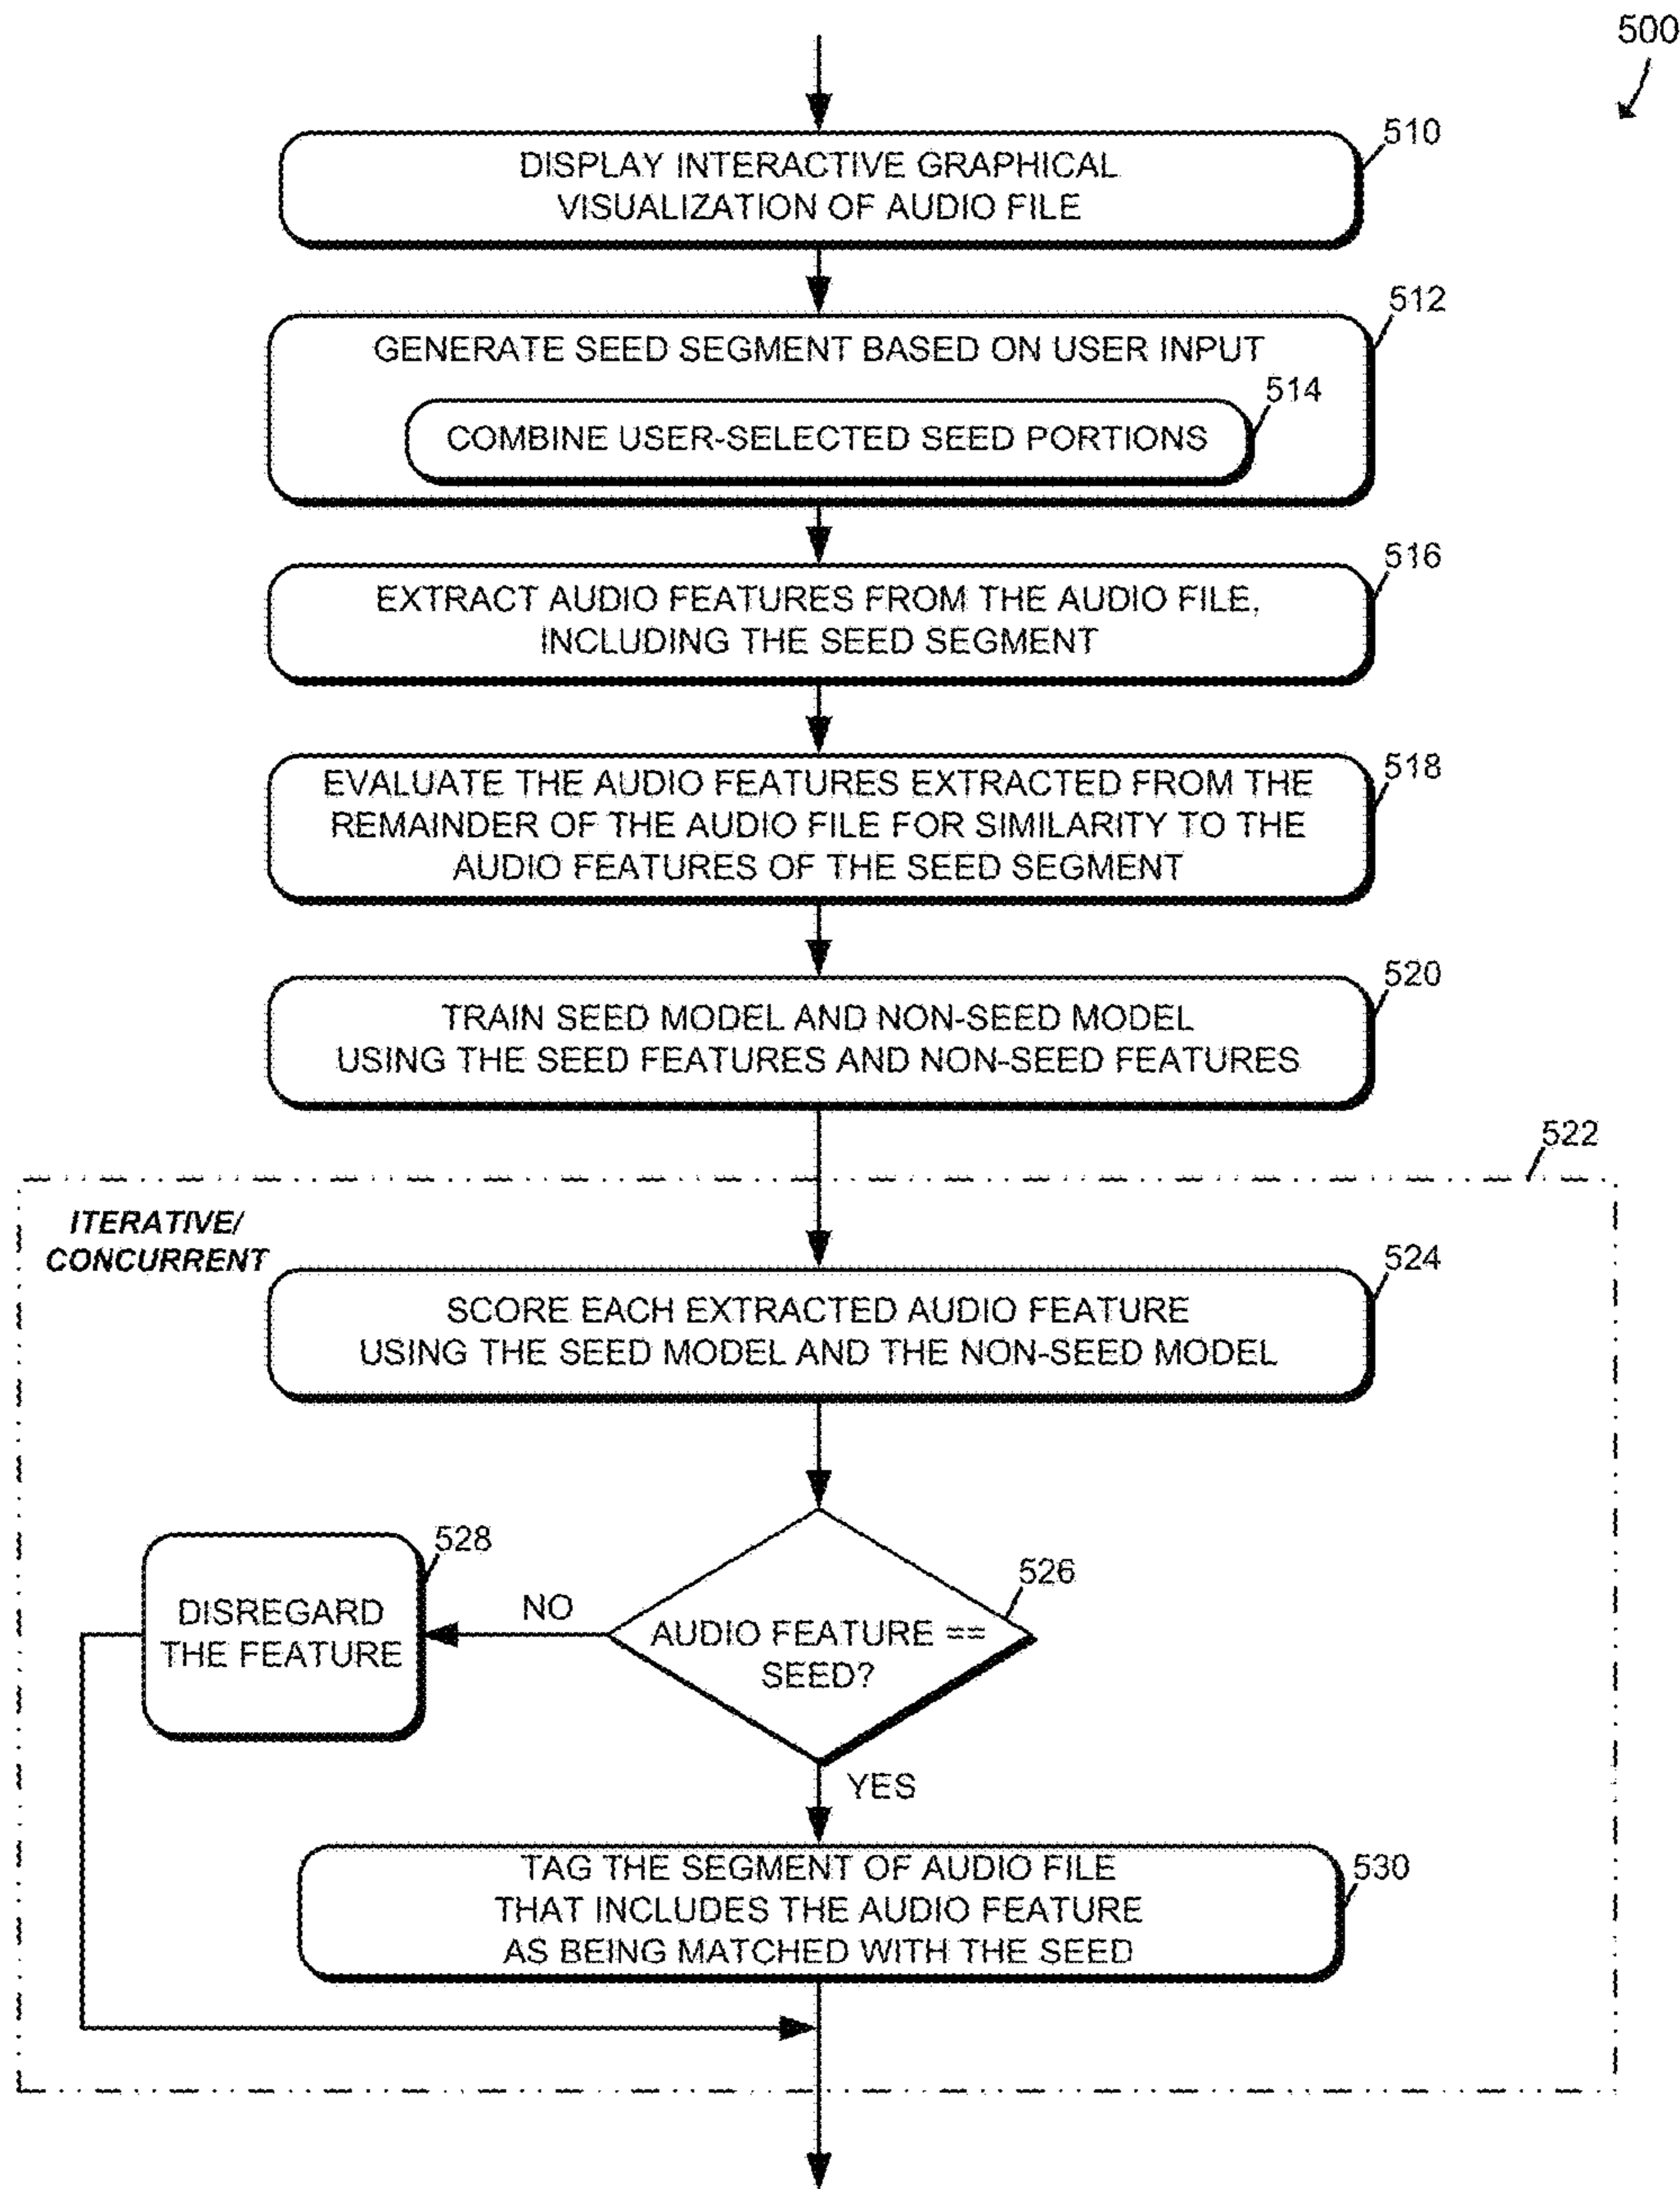 500
510
DISPLAY INTERACTIVE GRAPHICAL
VISUALIZATION OF AUDIO FILE
512
GENERATE SEED SEGMENT BASED ON USER INPUT
514
COMBINE USER-SELECTED SEED PORTIONS
516
EXTRACT AUDIO FEATURES FROM THE AUDIO FILE,
INCLUDING THE SEED SEGMENT
518
EVALUATE THE AUDIO FEATURES EXTRACTED FROM THE
REMAINDER OF THE AUDIO FILE FOR SIMILARITY TO THE
AUDIO FEATURES OF THE SEED SEGMENT
520
TRAIN SEED MODEL AND NON-SEED MODEL
USING THE SEED FEATURES AND NON-SEED FEATURES
522
ITERATIVE/
CONCURRENT
524
SCORE EACH EXTRACTED AUDIO FEATURE
USING THE SEED MODEL AND THE NON-SEED MODEL
526
AUDIO FEATURE ==
SEED?
NO
528
DISREGARD
THE FEATURE
YES
530
TAG THE SEGMENT OF AUDIO FILE
THAT INCLUDES THE AUDIO FEATURE
AS BEING MATCHED WITH THE SEED